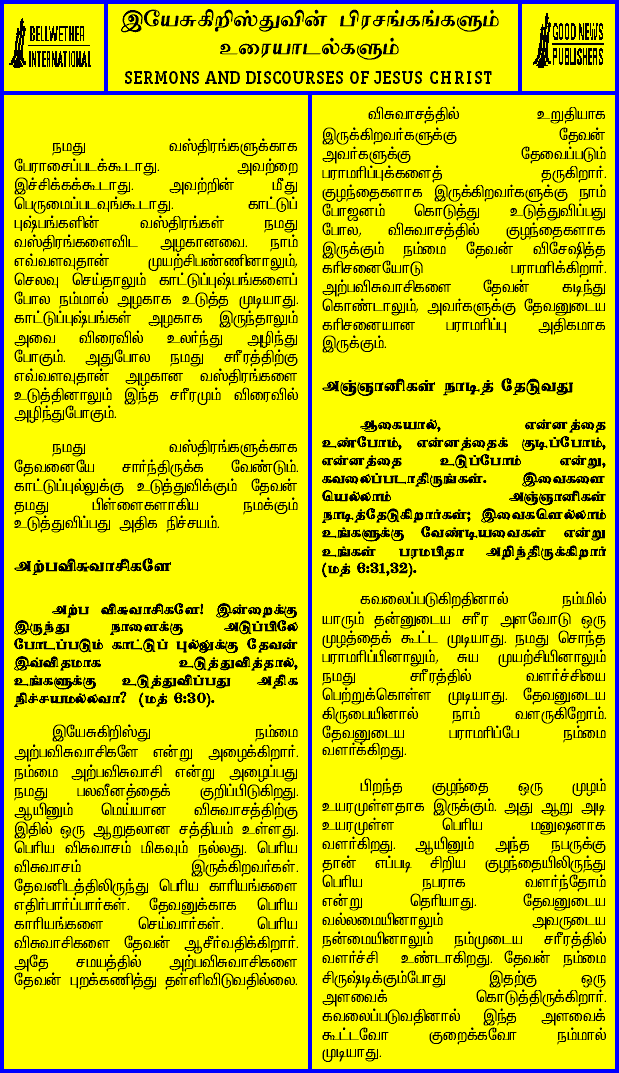 BELLWETHER
INTERNATIONAL
இயேசுகிறிஸ்துவின் பிரசங்கங்களும்
உரையாடல்களும்
SERMONS AND DISCOURSES OF JESUS CHRIST
GOOD NEWS
PUBLISHERS
நமது வஸ்திரங்களுக்காக
பேராசைப்படக்கூடாது. அவற்றை
இச்சிக்கக்கூடாது. அவற்றின் மீது
பெருமைப்படவுங்கூடாது. காட்டுப்
புஷ்பங்களின் வஸ்திரங்கள் நமது
வஸ்திரங்களைவிட அழகானவை. நாம்
எவ்வளவுதான் முயற்சிபண்ணினாலும்,
செலவு செய்தாலும் காட்டுப்புஷ்பங்களைப்
போல நம்மால் அழகாக உடுத்த முடியாது.
காட்டுப்புஷ்பங்கள் அழகாக இருந்தாலும்
அவை விரைவில் உலர்ந்து அழிந்து
போகும். அதுபோல நமது சரீரத்திற்கு
எவ்வளவுதான் அழகான வஸ்திரங்களை
உடுத்தினாலும் இந்த சரீரமும் விரைவில்
அழிந்துபோகும்.
நமது வஸ்திரங்களுக்காக
தேவனையே சார்ந்திருக்க வேண்டும்.
காட்டுப்புல்லுக்கு உடுத்துவிக்கும் தேவன்
தமது பிள்ளைகளாகிய நமக்கும்
உடுத்துவிப்பது அதிக நிச்சயம்.
அற்பவிசுவாசிகளே
அற்ப விசுவாசிகளே! இன்றைக்கு
இருந்து நாளைக்கு அடுப்பிலே
போடப்படும் காட்டுப் புல்லுக்கு தேவன்
இவ்விதமாக உடுத்துவித்தால்,
உங்களுக்கு உடுத்துவிப்பது அதிக
நிச்சயமல்லவா? (மத் 6:30).
இயேசுகிறிஸ்து நம்மை
அற்பவிசுவாசிகளே என்று அழைக்கிறார்.
நம்மை அற்பவிசுவாசி என்று அழைப்பது
நமது பலவீனத்தைக் குறிப்பிடுகிறது.
ஆயினும் மெய்யான விசுவாசத்திற்கு
இதில் ஒரு ஆறுதலான சத்தியம் உள்ளது.
பெரிய விசுவாசம் மிகவும் நல்லது. பெரிய
விசுவாசம் இருக்கிறவர்கள்.
தேவனிடத்திலிருந்து பெரிய காரியங்களை
எதிர்பார்ப்பார்கள். தேவனுக்காக பெரிய
காரியங்களை செய்வார்கள். பெரிய
விசுவாசிகளை தேவன் ஆசீர்வதிக்கிறார்.
அதே சமயத்தில் அற்பவிசுவாசிகளை
தேவன் புறக்கணித்து தள்ளிவிடுவதில்லை.
விசுவாசத்தில் உறுதியாக
இருக்கிறவர்களுக்கு தேவன்
அவர்களுக்கு தேவைப்படும்
பராமரிப்புக்களைத் தருகிறார்.
குழந்தைகளாக இருக்கிறவர்களுக்கு நாம்
போஜனம் கொடுத்து உடுத்துவிப்பது
போல, விசுவாசத்தில் குழந்தைகளாக
இருக்கும் நம்மை தேவன் விசேஷித்த
கரிசனையோடு பராமரிக்கிறார்.
அற்பவிசுவாசிகளை தேவன் கடிந்து
கொண்டாலும், அவர்களுக்கு தேவனுடைய
கரிசனையான பராமரிப்பு அதிகமாக
இருக்கும்.
அஞ்ஞானிகள் நாடித் தேடுவது
ஆகையால், என்னத்தை
உண்போம், என்னத்தைக் குடிப்போம்,
என்னத்தை உடுப்போம் என்று,
கவலைப்படாதிருங்கள். இவைகளை
யெல்லாம் அஞ்ஞானிகள்
நாடித்தேடுகிறார்கள்; இவைகளெல்லாம்
உங்களுக்கு வேண்டியவைகள் என்று
உங்கள் பரமபிதா அறிந்திருக்கிறார்
(மத் 6:31,32).
கவலைப்படுகிறதினால் நம்மில்
யாரும் தன்னுடைய சரீர அளவோடு ஒரு
முழத்தைக் கூட்ட முடியாது. நமது சொந்த
பராமரிப்பினாலும், சுய முயற்சியினாலும்
நமது சரீரத்தில் வளர்ச்சியை
பெற்றுக்கொள்ள முடியாது. தேவனுடைய
கிருபையினால் நாம் வளருகிறோம்.
தேவனுடைய பராமரிப்பே நம்மை
வளர்க்கிறது.
பிறந்த குழந்தை ஒரு முழம்
உயரமுள்ளதாக இருக்கும். அது ஆறு அடி
உயரமுள்ள பெரிய மனுஷனாக
வளர்கிறது. ஆயினும் அந்த நபருக்கு
தான் எப்படி சிறிய குழந்தையிலிருந்து
பெரிய நபராக வளர்ந்தோம்
என்று தெரியாது. தேவனுடைய
வல்லமையினாலும் அவருடைய
நன்மையினாலும் நம்முடைய சரீரத்தில்
வளர்ச்சி உண்டாகிறது. தேவன் நம்மை
சிருஷ்டிக்கும்போது இதற்கு ஒரு
அளவைக் கொடுத்திருக்கிறார்.
கவலைப்படுவதினால் இந்த அளவைக்
கூட்டவோ குறைக்கவோ நம்மால்
முடியாது.